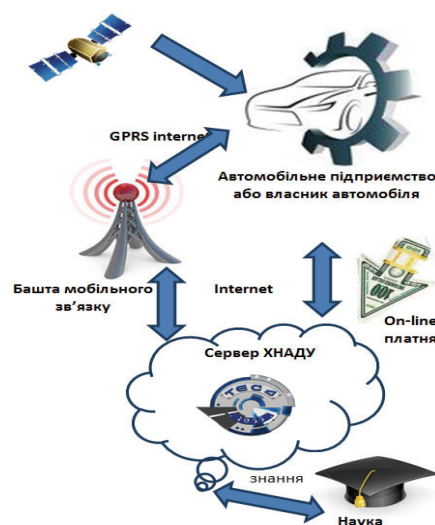 GPRS internet
Автомобільне підприємство
або власник автомобіля
Башта мобільного
зв’язку
Internet
On-line
платня
100
Сервер ХНАДУ
ТЕСА
знання
Наука